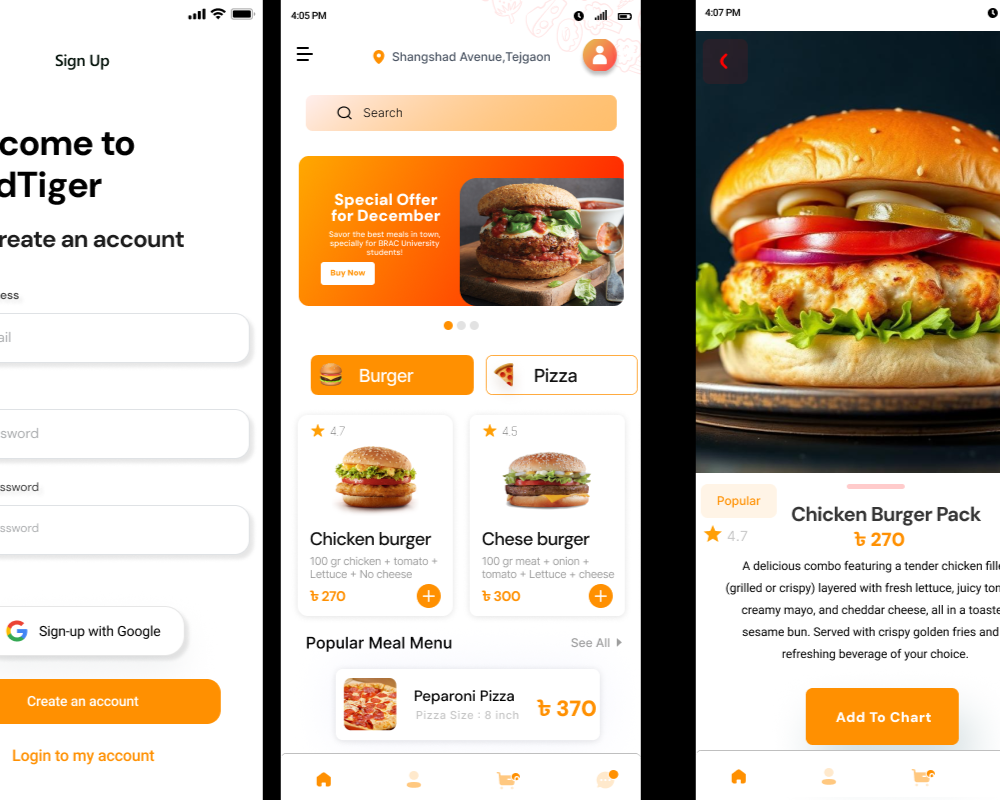 Sign Up
come to
dTiger
reate an account
ess
ail
sword
ssword
ssword
Sign-up with Google
Create an account
Login to my account
4:05 PM
Shangshad Avenue,Tejgaon
Search
Special Offer
for December
Savor the best meals in town,
specially for BRAC University
students!
Buy Now
Burger
Pizza
4.7
4.5
Chicken burger
Chese burger
100 gr chicken + tomato +
Lettuce + No cheese
100 gr meat + onion +
tomato + Lettuce + cheese
৳ 270
৳ 300
Popular Meal Menu
See All
Peparoni Pizza
Pizza Size : 8 inch
৳ 370
4:07 PM
Popular
4.7
Chicken Burger Pack
৳ 270
A delicious combo featuring a tender chicken fille
(grilled or crispy) layered with fresh lettuce, juicy ton
creamy mayo, and cheddar cheese, all in a toaste
sesame bun. Served with crispy golden fries and
refreshing beverage of your choice.
Add To Chart